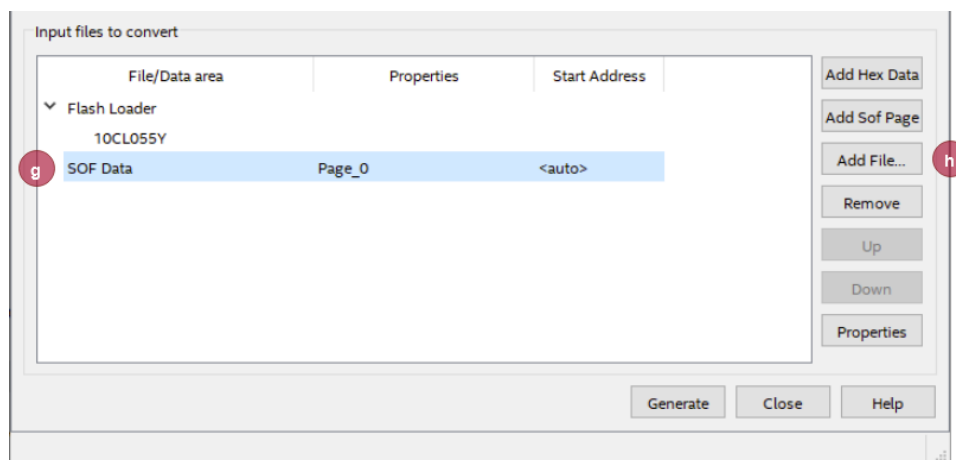 Input files to convert
File/Data area Properties Start Address
Flash Loader
10CL055Y
g SOF Data Page_0 <auto>
Add Hex Data
Add Sof Page
Add File... h
Remove
Up
Down
Properties
Generate Close Help